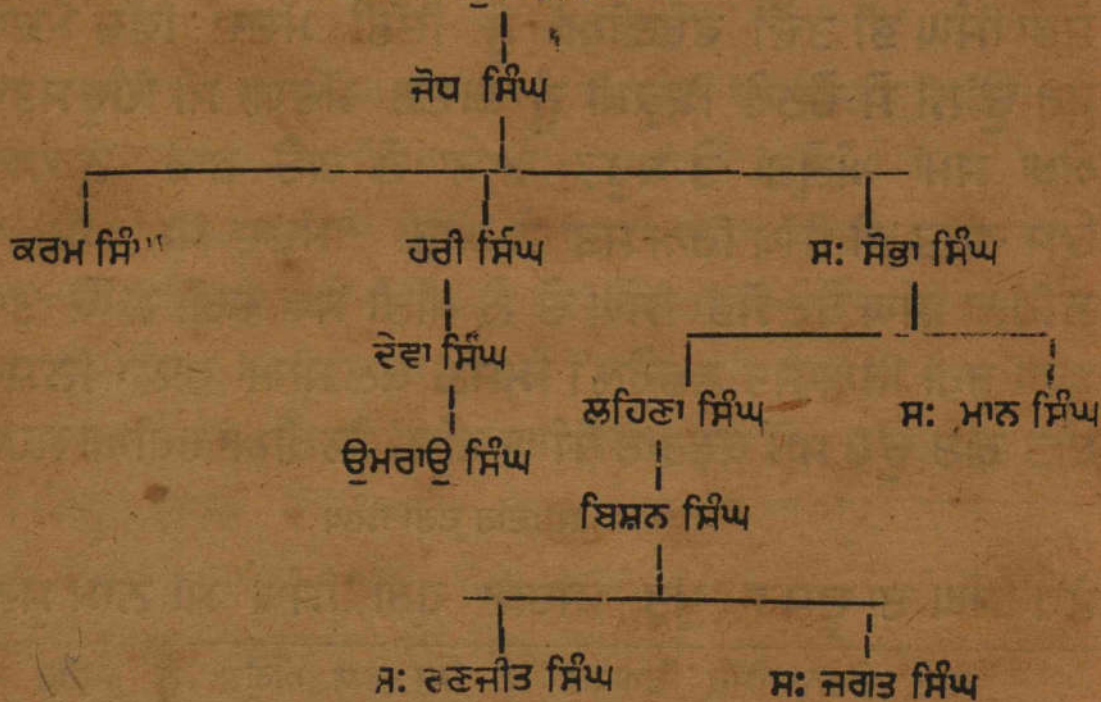 ਜੋਧ ਸਿੰਘ
ਕਰਮ ਹਰੀ ਸਿੰਘ ਸ: ਸੋਭਾ ਸਿੰਘ
ਦੇਵਾ ਸਿੰਘ
ਲਹਿਣਾ ਸਿੰਘ ਸ: ਮਾਨ ਸਿੰਘ
ਉਮਰਾਉ ਸਿੰਘ
ਬਿਸ਼ਨ ਸਿੰਘ
ਸ: ਰਣਜੀਤ ਸਿੰਘ ਸ: ਜਗਤ ਸਿੰਘ